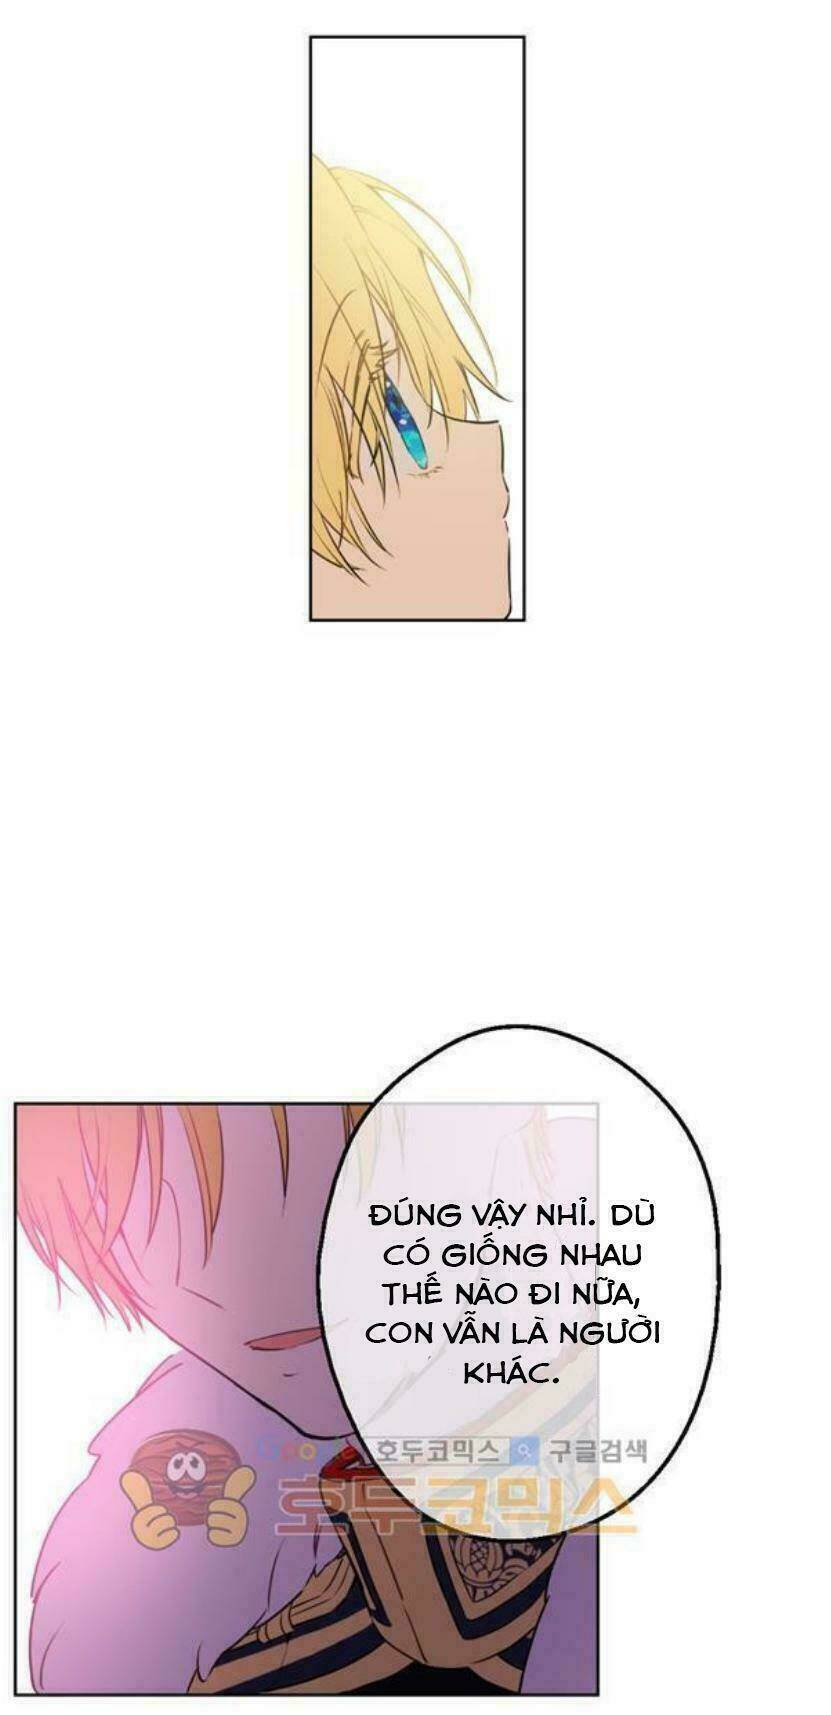 ĐÚNG VẬY NHỈ. DÙ
CÓ GIỐNG NHAU
THẾ NÀO ĐI NỮA,
CON VẪN LÀ NGƯỜI
KHÁC.
Google 호두코믹스 구글검색
호두코믹스